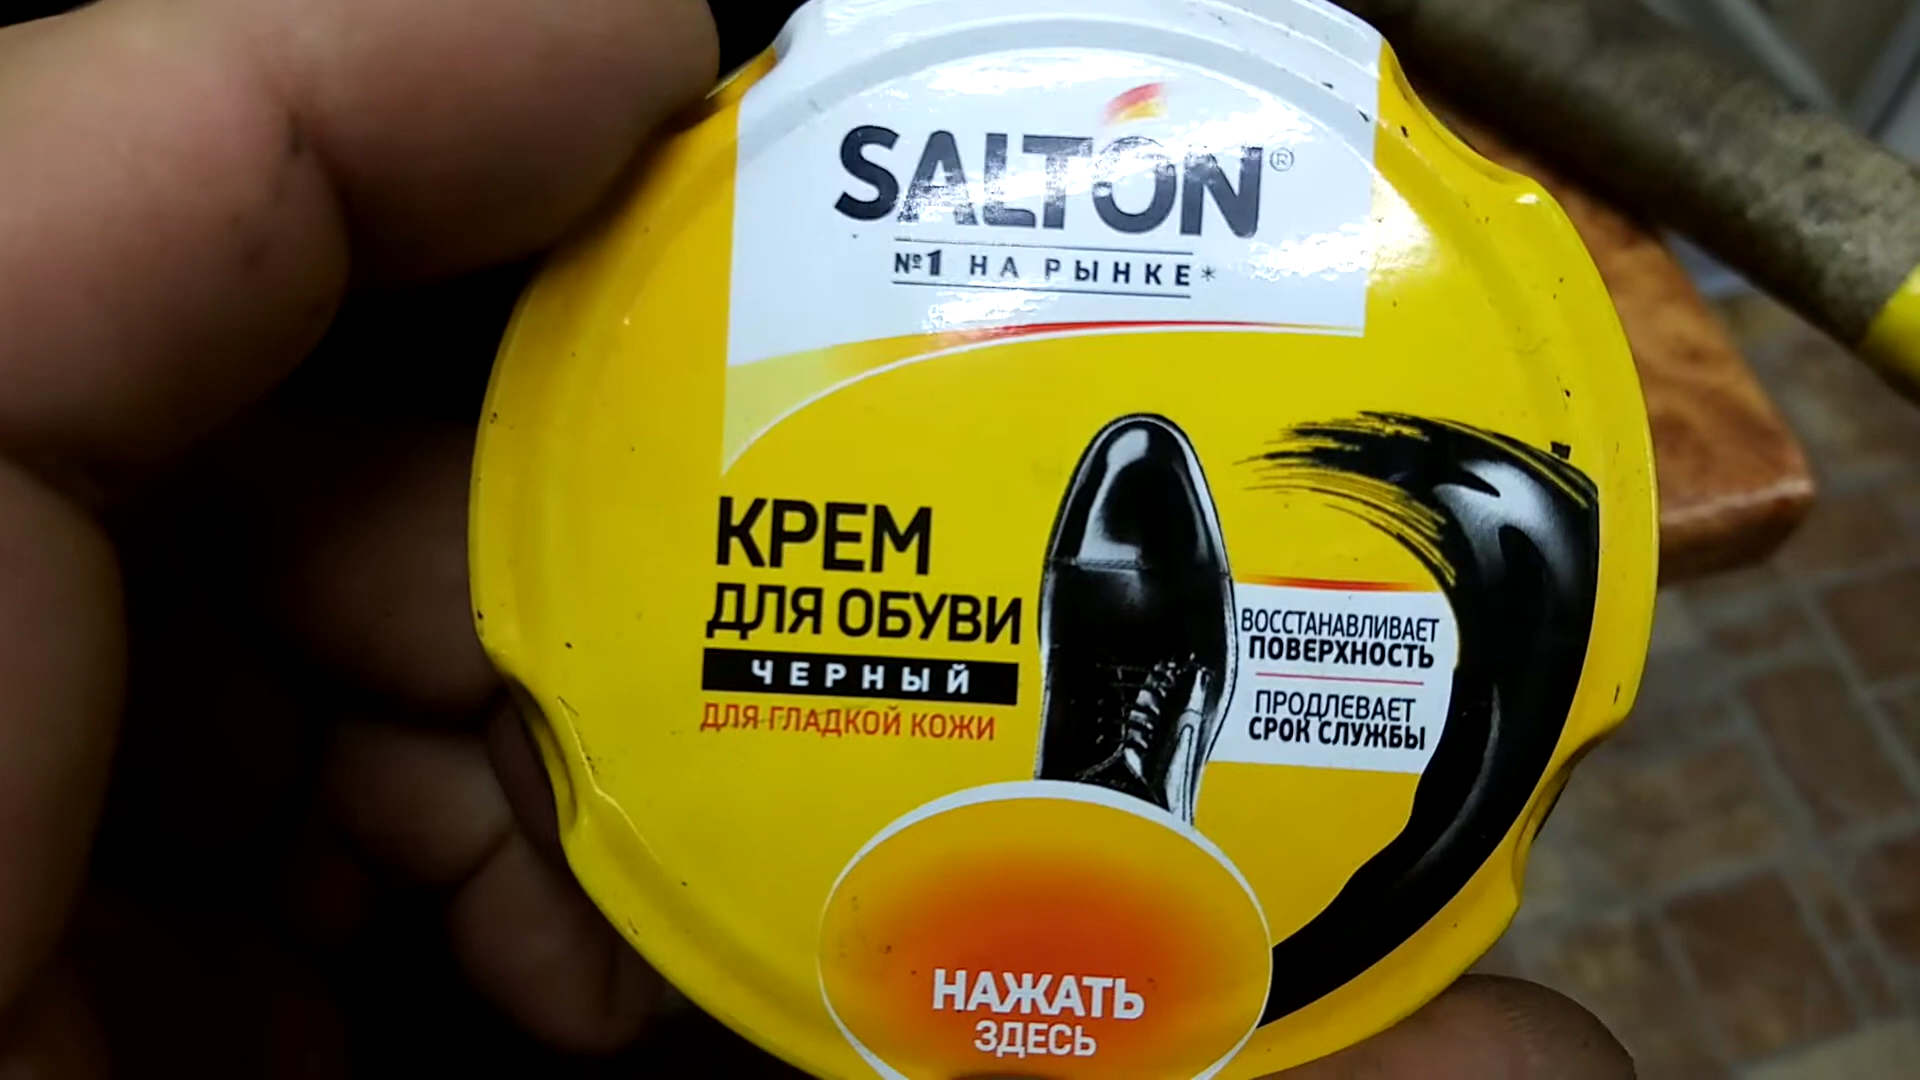 SALTON®
№1 НА РЫНКЕ*
КРЕМ
ДЛЯ ОБУВИ
ЧЕРНЫЙ
ДЛЯ ГЛАДКОЙ КОЖИ
ВОССТАНАВЛИВАЕТ
ПОВЕРХНОСТЬ
ПРОДЛЕВАЕТ
СРОК СЛУЖБЫ
НАЖАТЬ
ЗДЕСЬ